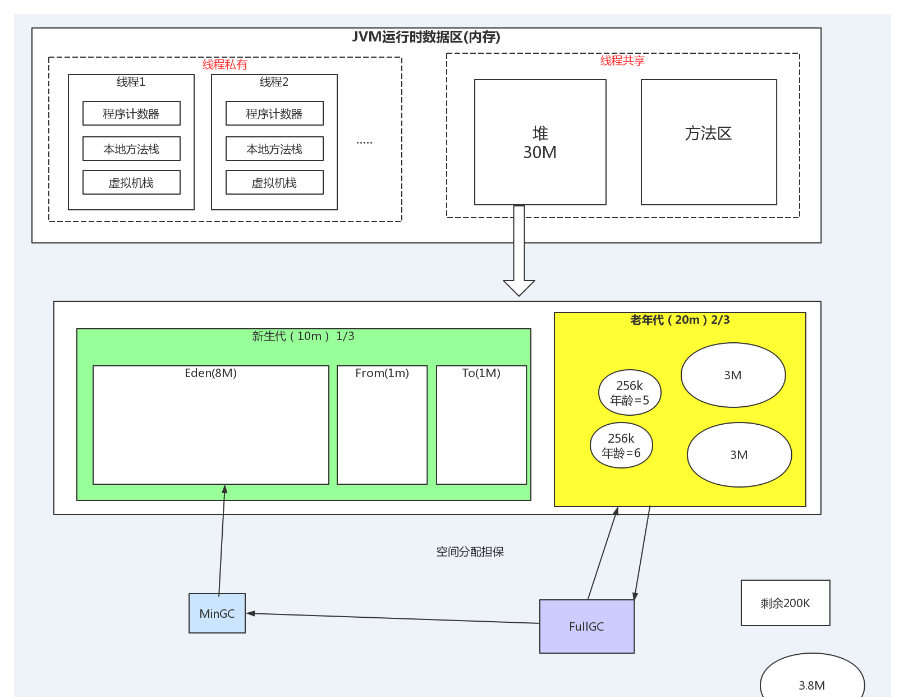 JVM运行时数据区(内存)
线程私有
线程1
程序计数器
本地方法栈
虚拟机栈
线程2
程序计数器
本地方法栈
虚拟机栈
.....
线程共享
堆
30M
方法区
新生代（10m ）1/3
Eden(8M)
From(1m)
To(1M)
老年代（20m）2/3
256k
年龄=5
3M
256k
年龄=6
3M
空间分配担保
MinGC
FullGC
剩余200K
3.8M